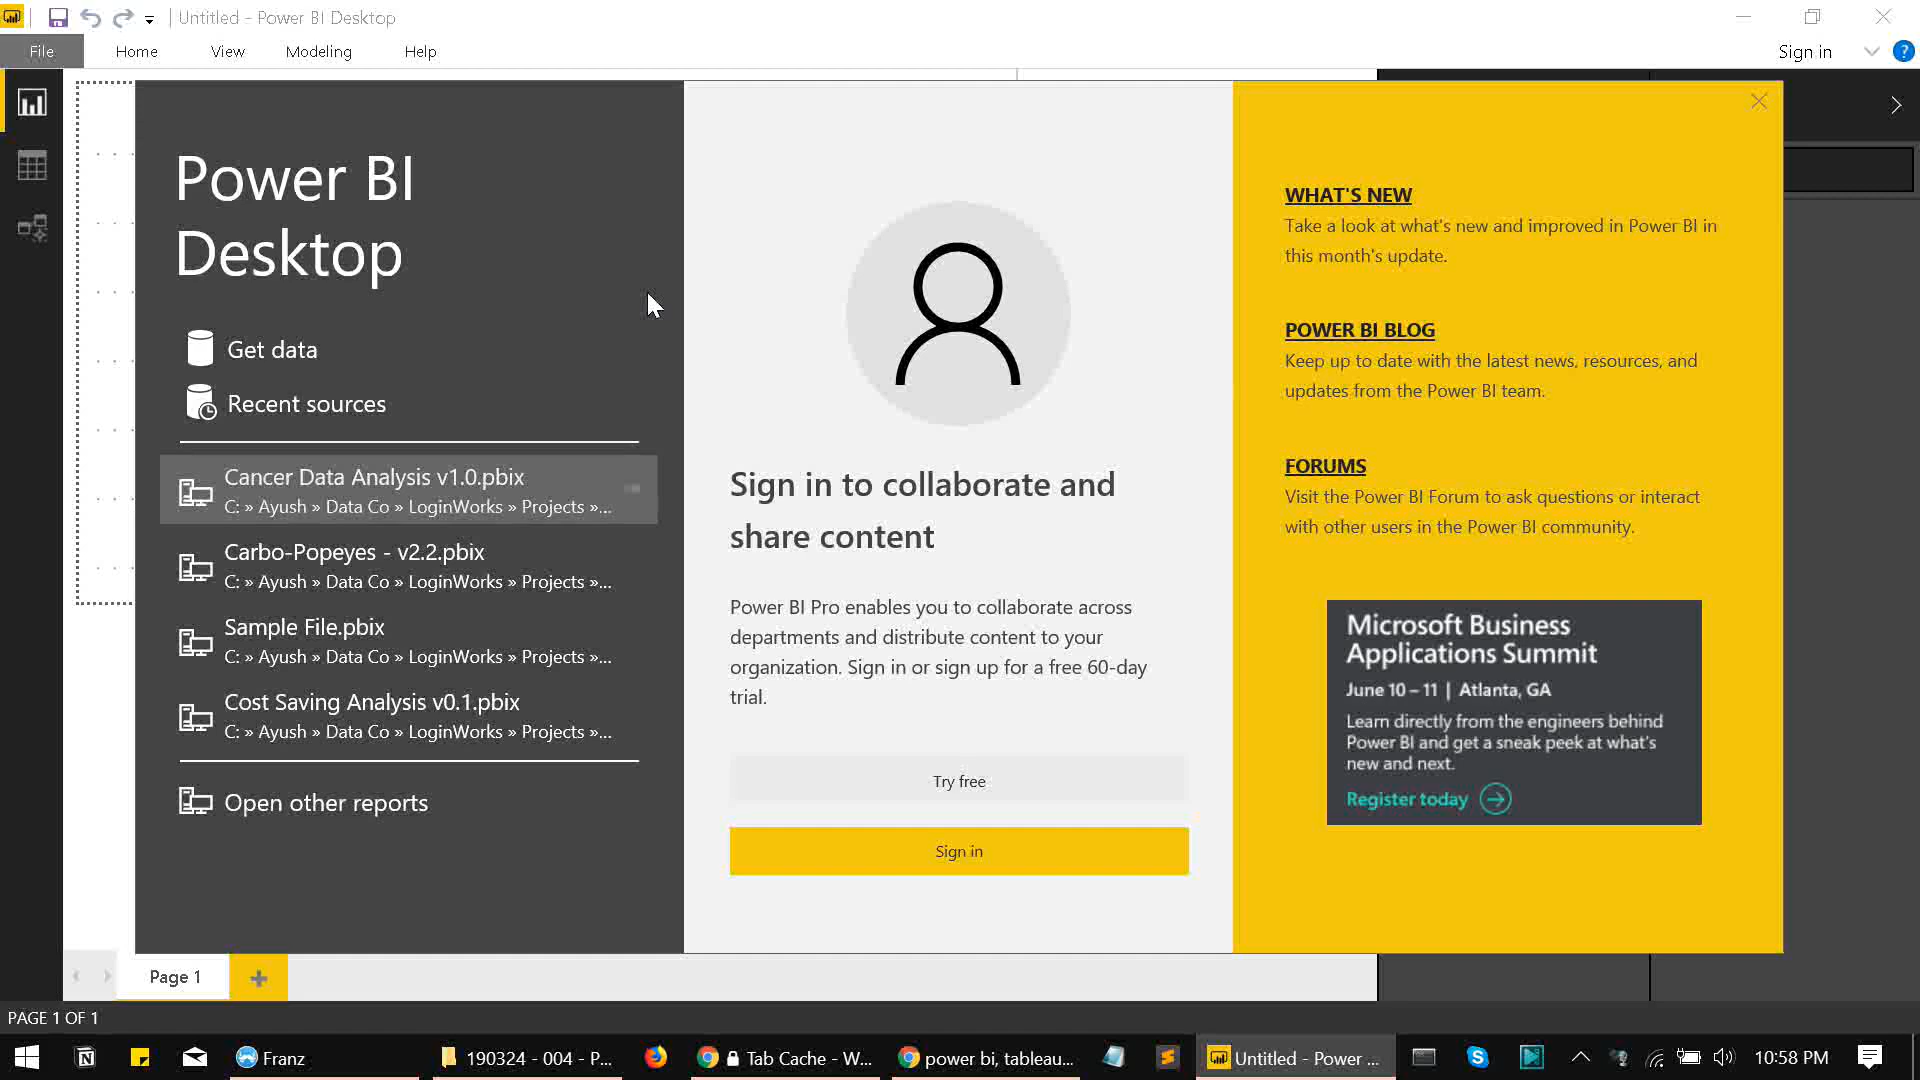 Untitled - Power BI Desktop
File
Home
View
Modeling
Help
Sign in
?
Power BI
Desktop
Get data
Recent sources
Cancer Data Analysis v1.0.pbix
C: » Ayush » Data Co » LoginWorks » Projects »...
Carbo-Popeyes - v2.2.pbix
C: » Ayush » Data Co » LoginWorks » Projects »...
Sample File.pbix
C: » Ayush » Data Co » LoginWorks » Projects »...
Cost Saving Analysis v0.1.pbix
C: » Ayush » Data Co » LoginWorks » Projects »...
Open other reports
Sign in to collaborate and
share content
Power BI Pro enables you to collaborate across
departments and distribute content to your
organization. Sign in or sign up for a free 60-day
trial.
Try free
Sign in
WHAT'S NEW
Take a look at what's new and improved in Power BI in
this month's update.
POWER BI BLOG
Keep up to date with the latest news, resources, and
updates from the Power BI team.
FORUMS
Visit the Power BI Forum to ask questions or interact
with other users in the Power BI community.
Microsoft Business
Applications Summit
June 10 – 11 | Atlanta, GA
Learn directly from the engineers behind
Power BI and get a sneak peek at what's
new and next.
Register today
Page 1
PAGE 1 OF 1
Franz
190324 - 004 - P...
Tab Cache - W...
power bi, tableau...
Untitled - Power ...
10:58 PM